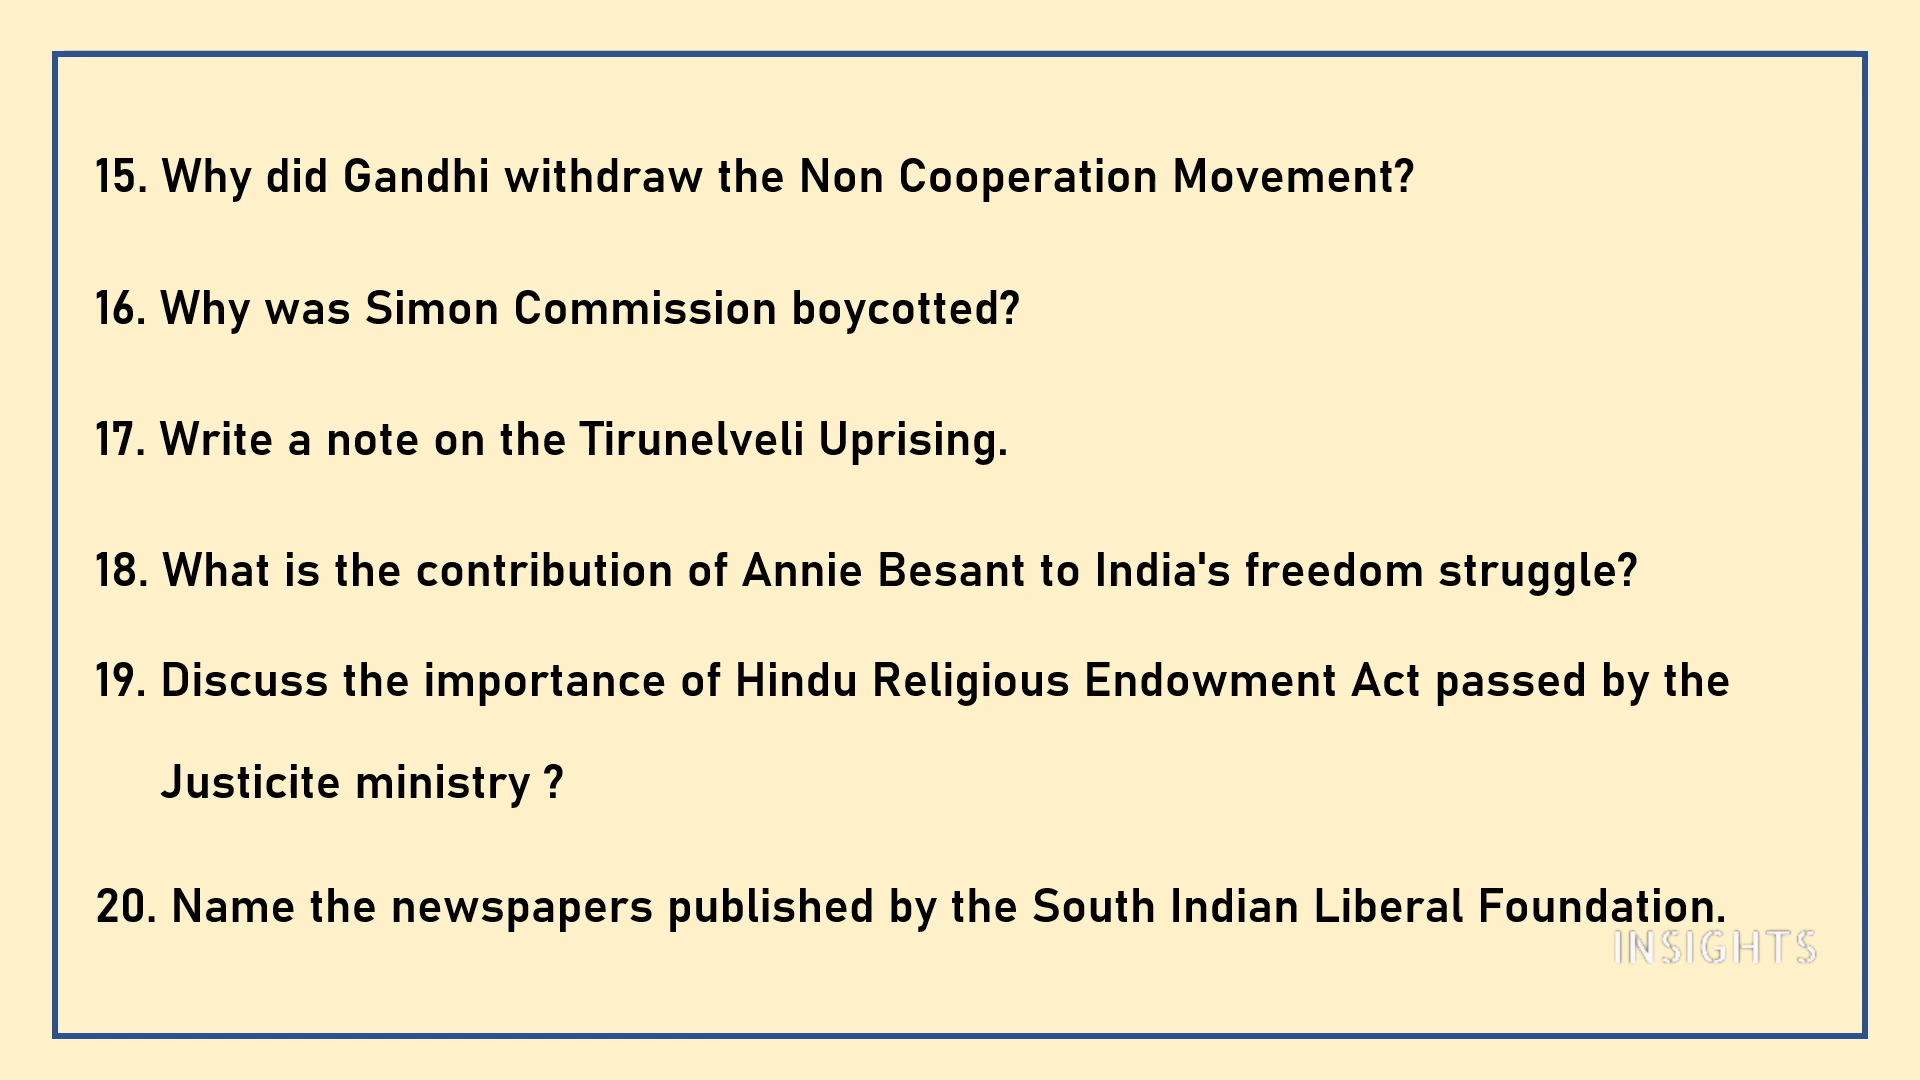 15. Why did Gandhi withdraw the Non Cooperation Movement?
16. Why was Simon Commission boycotted?
17. Write a note on the Tirunelveli Uprising.
18. What is the contribution of Annie Besant to India's freedom struggle?
19. Discuss the importance of Hindu Religious Endowment Act passed by the
Justicite ministry ?
20. Name the newspapers published by the South Indian Liberal Foundation.
INSIGHTS